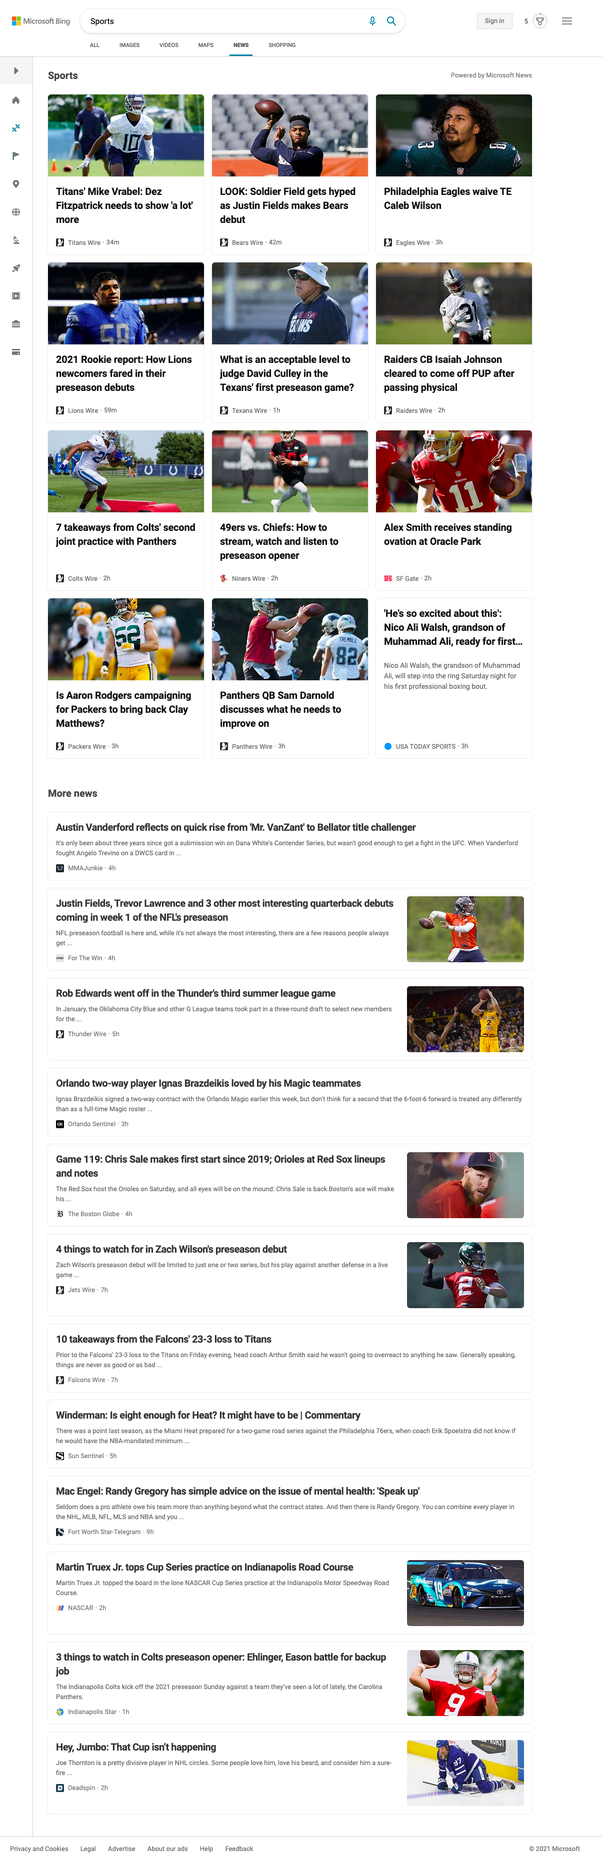 Microsoft Bing
Sports
Sign in
5
ALL
IMAGES
VIDEOS
MAPS
NEWS
SHOPPING
Sports
Powered by Microsoft News
Titans' Mike Vrabel: Dez
Fitzpatrick needs to show 'a lot'
more
Titans Wire · 34m
LOOK: Soldier Field gets hyped
as Justin Fields makes Bears
debut
Bears Wire · 42m
Philadelphia Eagles waive TE
Caleb Wilson
Eagles Wire · 3h
2021 Rookie report: How Lions
newcomers fared in their
preseason debuts
Lions Wire · 59m
What is an acceptable level to
judge David Culley in the
Texans' first preseason game?
Texans Wire · 1h
Raiders CB Isaiah Johnson
cleared to come off PUP after
passing physical
Raiders Wire · 2h
7 takeaways from Colts' second
joint practice with Panthers
Colts Wire · 2h
49ers vs. Chiefs: How to
stream, watch and listen to
preseason opener
Niners Wire · 2h
Alex Smith receives standing
ovation at Oracle Park
SF Gate · 2h
Is Aaron Rodgers campaigning
for Packers to bring back Clay
Matthews?
Packers Wire · 3h
Panthers QB Sam Darnold
discusses what he needs to
improve on
Panthers Wire · 3h
'He's so excited about this':
Nico Ali Walsh, grandson of
Muhammad Ali, ready for first...
Nico Ali Walsh, the grandson of Muhammad
Ali, will step into the ring Saturday night for
his first professional boxing bout.
USA TODAY SPORTS · 3h
More news
Austin Vanderford reflects on quick rise from 'Mr. VanZant' to Bellator title challenger
It's only been about three years since got a submission win on Dana White's Contender Series, but wasn't good enough to get a fight in the UFC. When Vanderford
fought Angelo Trevino on a DWCS card in ...
MMAJunkie · 4h
Justin Fields, Trevor Lawrence and 3 other most interesting quarterback debuts
coming in week 1 of the NFL's preseason
NFL preseason football is here and, while it's not always the most interesting, there are a few reasons people always
get ...
For The Win · 4h
Rob Edwards went off in the Thunder's third summer league game
In January, the Oklahoma City Blue and other G League teams took part in a three-round draft to select new members
for the ...
Thunder Wire · 5h
Orlando two-way player Ignas Brazdeikis loved by his Magic teammates
Ignas Brazdeikis signed a two-way contract with the Orlando Magic earlier this week, but don't think for a second that the 6-foot-6 forward is treated any differently
than as a full-time Magic roster ...
Orlando Sentinel · 3h
Game 119: Chris Sale makes first start since 2019; Orioles at Red Sox lineups
and notes
The Red Sox host the Orioles on Saturday, and all eyes will be on the mound: Chris Sale is back.Boston's ace will make
his ...
The Boston Globe · 4h
4 things to watch for in Zach Wilson's preseason debut
Zach Wilson's preseason debut will be limited to just one or two series, but his play against another defense in a live
game ...
Jets Wire · 7h
10 takeaways from the Falcons' 23-3 loss to Titans
Prior to the Falcons' 23-3 loss to the Titans on Friday evening, head coach Arthur Smith said he wasn't going to overreact to anything he saw. Generally speaking,
things are never as good or as bad ...
Falcons Wire · 7h
Winderman: Is eight enough for Heat? It might have to be | Commentary
There was a point last season, as the Miami Heat prepared for a two-game road series against the Philadelphia 76ers, when coach Erik Spoelstra did not know if
he would have the NBA-mandated minimum ...
Sun Sentinel · 5h
Mac Engel: Randy Gregory has simple advice on the issue of mental health: 'Speak up'
Seldom does a pro athlete owe his team more than anything beyond what the contract states. And then there is Randy Gregory. You can combine every player in
the NHL, MLB, NFL, MLS and NBA and you ...
Fort Worth Star-Telegram · 9h
Martin Truex Jr. tops Cup Series practice on Indianapolis Road Course
Martin Truex Jr. topped the board in the lone NASCAR Cup Series practice at the Indianapolis Motor Speedway Road
Course.
NASCAR · 2h
3 things to watch in Colts preseason opener: Ehlinger, Eason battle for backup
job
The Indianapolis Colts kick off the 2021 preseason Sunday against a team they've seen a lot of lately, the Carolina
Panthers.
Indianapolis Star · 1h
Hey, Jumbo: That Cup isn't happening
Joe Thornton is a pretty divisive player in NHL circles. Some people love him, love his beard, and consider him a sure-
fire ...
Deadspin · 2h
Privacy and Cookies
Legal
Advertise
About our ads
Help
Feedback
© 2021 Microsoft